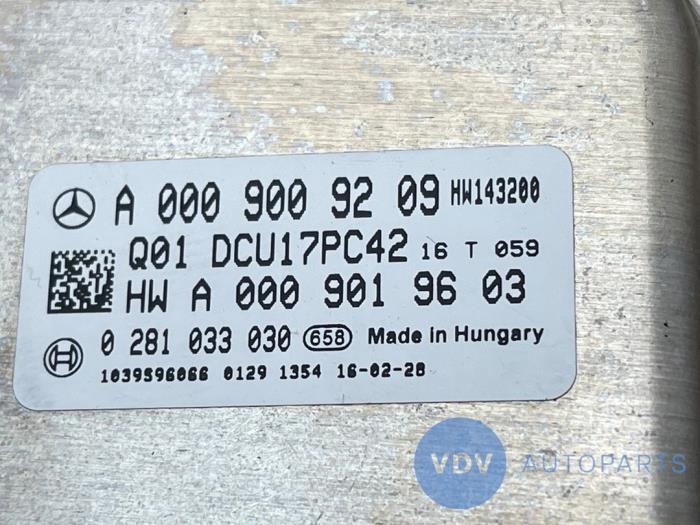 A 000 900 92 09 HW143200
Q01 DCU17PC42 16 T 059
HW A 000 901 96 03
0 281 033 030 658 Made in Hungary
1039S96066 0129 1354 16-02-28
VDV AUTOPARTS